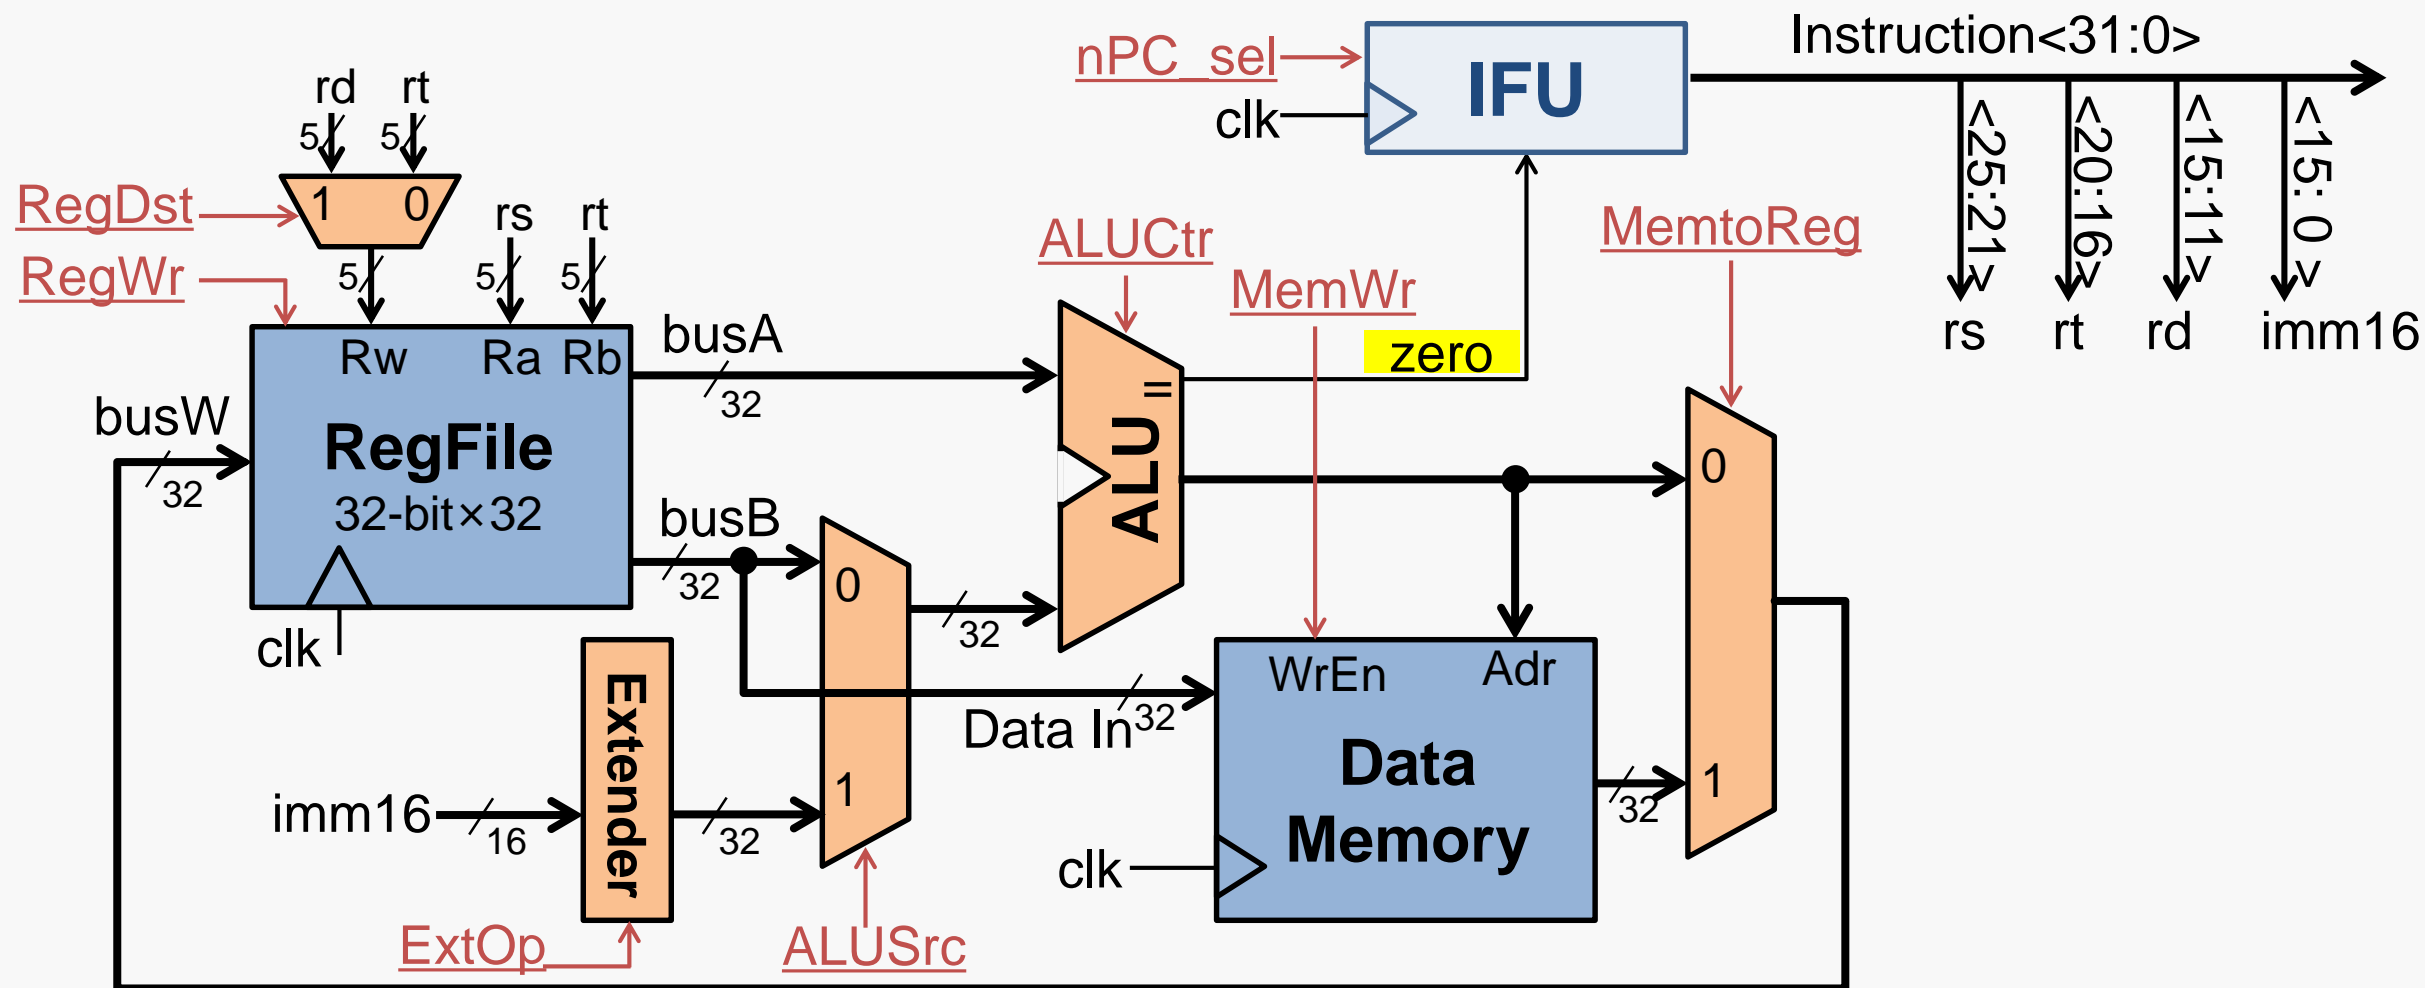 nPC_sel
IFU
clk
Instruction<31:0>
<25:21>
<20:16>
<15:11>
<15: 0 >
rs
rt
rd
imm16
rd
rt
5
5
1
0
RegDst
RegWr
rs
rt
5
5
5
Rw
Ra
Rb
RegFile
32-bit×32
clk
busW
32
busA
32
busB
32
ALUCtr
ALU
=
zero
MemWr
MemtoReg
0
1
0
1
32
imm16
16
Extender
32
ExtOp
ALUSrc
Data In
32
WrEn
Adr
Data
Memory
clk
32